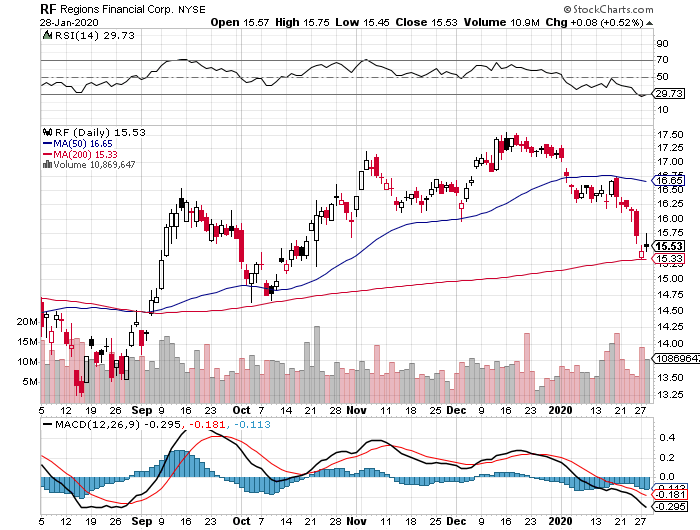 RF Regions Financial Corp. NYSE © StockCharts.com
28-Jan-2020 Open 15.57 High 15.75 Low 15.45 Close 15.53 Volume 10.9M Chg +0.08 (+0.52%)
RSI(14) 29.73
90
70
50
29.73
RF (Daily) 15.53
MA(50) 16.65
MA(200) 15.33
Volume 10,869,647
17.50
17.25
17.00
16.75
16.65
16.50
16.25
16.00
15.75
15.53
15.33
15.25
15.00
14.75
14.50
14.25
14.00
13.75
13.50
13.25
20M
15M
10M
5M
10869647
5 12 19 26 Sep 9 16 23 Oct 7 14 21 28 Nov 11 18 25 Dec 9 16 23 2020 13 21 27
MACD(12,26,9) -0.295, -0.181, -0.113
0.4
0.2
0.0
-0.113
-0.181
-0.295
5 12 19 26 Sep 9 16 23 Oct 7 14 21 28 Nov 11 18 25 Dec 9 16 23 2020 13 21 27